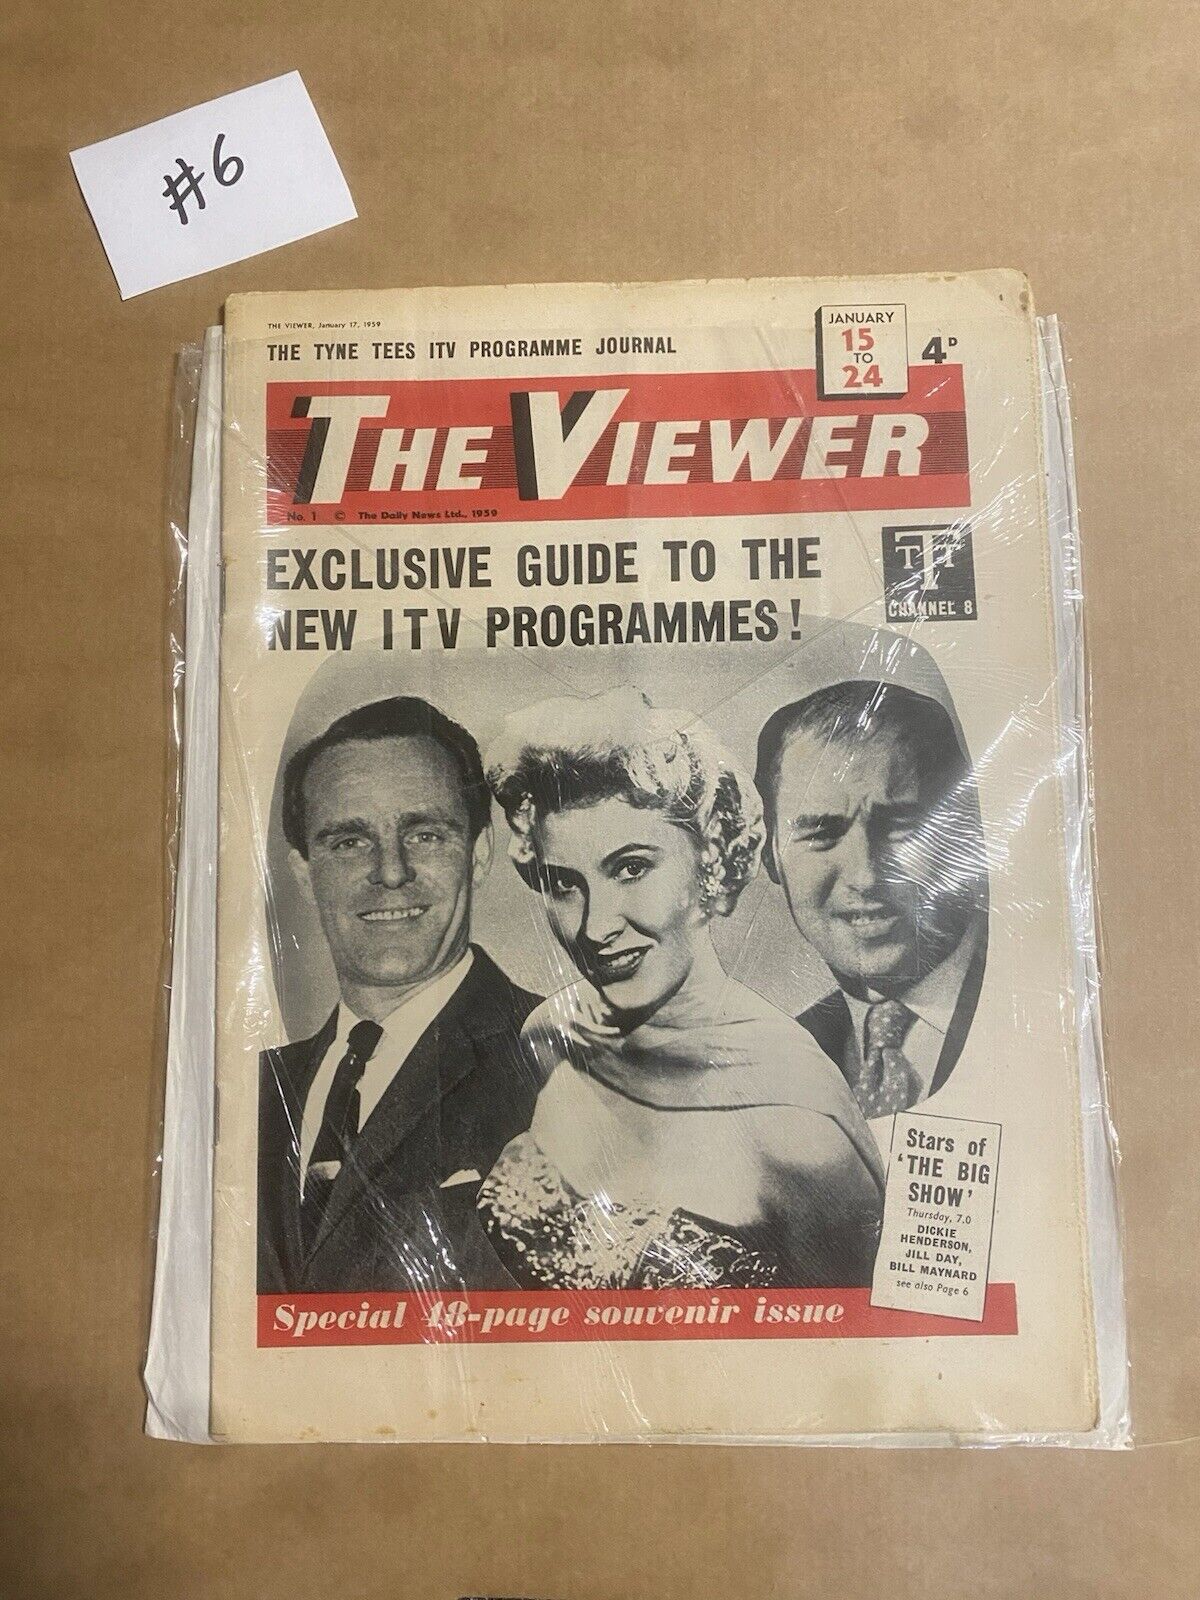 #6
THE VIEWER, January 17, 1959
THE TYNE TEES ITV PROGRAMME JOURNAL
JANUARY
15
TO
24
4D
THE VIEWER
No. 1 © The Daily News Ltd., 1959
EXCLUSIVE GUIDE TO THE
NEW ITV PROGRAMMES!
TTT
CHANNEL 8
Stars of
'THE BIG
SHOW'
Thursday, 7.0
DICKIE
HENDERSON,
JILL DAY,
BILL MAYNARD
see also Page 6
Special 48-page souvenir issue